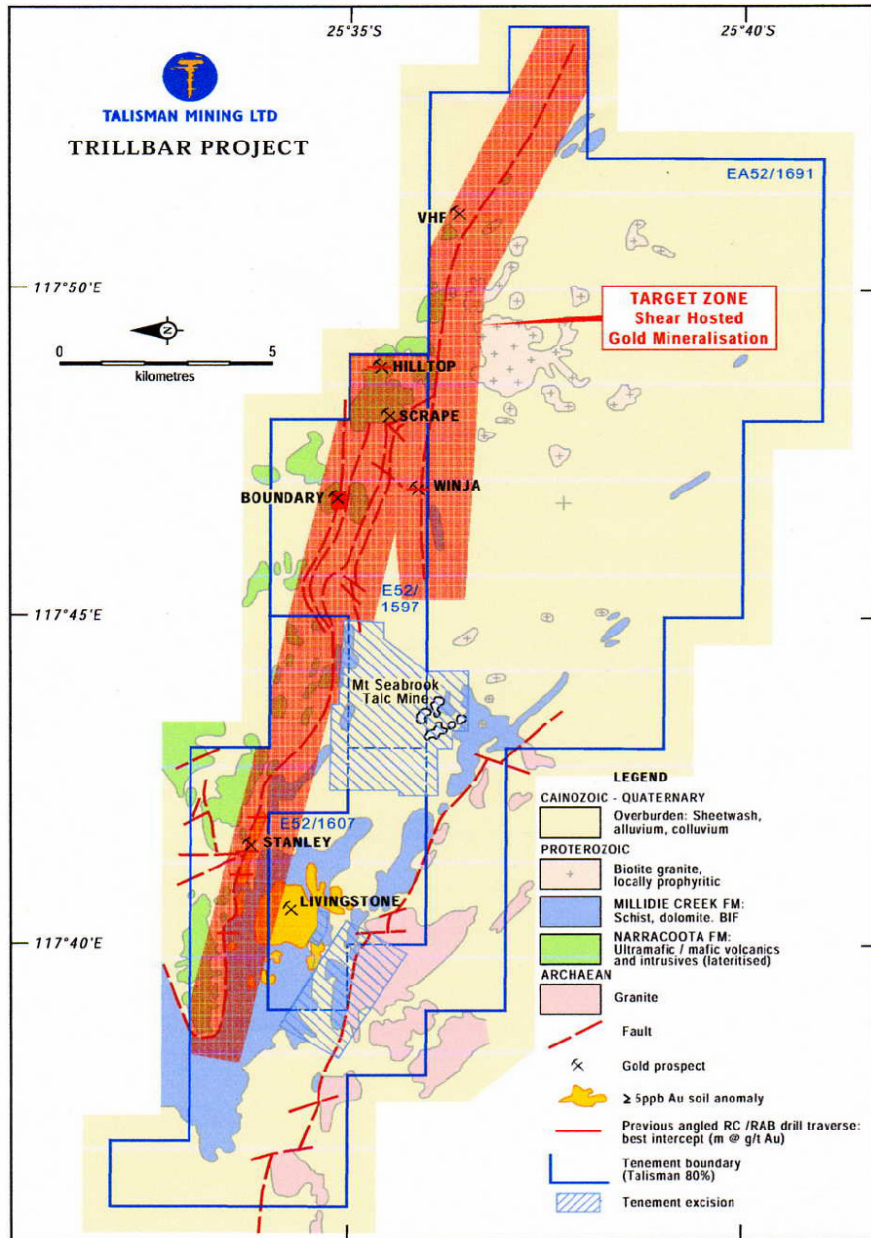 25°35'S
25°40'S
TALISMAN MINING LTD
TRILLBAR PROJECT
EA52/1691
VHF
117°50'E
TARGET ZONE
Shear Hosted
Gold Mineralisation
N
0 5
kilometres
HILLTOP
SCRAPE
WINJA
BOUNDARY
E52/
1597
117°45'E
Mt Seabrook
Talc Mine
E52/1607
STANLEY
LIVINGSTONE
117°40'E
LEGEND
CAINOZOIC - QUATERNARY
Overburden: Sheetwash,
alluvium, colluvium
PROTEROZOIC
Biotite granite,
locally prophyritic
MILLIDIE CREEK FM:
Schist, dolomite. BIF
NARRACOOTA FM:
Ultramafic / mafic volcanics
and intrusives (lateritised)
ARCHAEAN
Granite
Fault
Gold prospect
≥ 5ppb Au soil anomaly
Previous angled RC /RAB drill traverse:
best intercept (m @ g/t Au)
Tenement boundary
(Talisman 80%)
Tenement excision